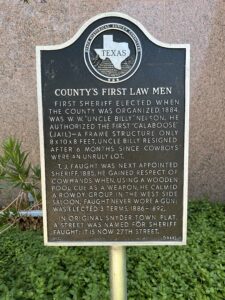 TEXAS
COUNTY'S FIRST LAW MEN
FIRST SHERIFF ELECTED WHEN
THE COUNTY WAS ORGANIZED, 1884,
WAS W.W. "UNCLE BILLY" NELSON. HE
AUTHORIZED THE FIRST "CALABOOSE"
(JAIL)—A FRAME STRUCTURE ONLY
8X10X8 FEET. UNCLE BILLY RESIGNED
AFTER 6 MONTHS SINCE COWBOYS
WERE AN UNRULY LOT.
T. J. FAUGHT WAS NEXT APPOINTED
SHERIFF, 1885. HE GAINED RESPECT OF
COWHANDS WHEN, USING A WOODEN
POOL CUE AS A WEAPON, HE CALMED
A ROWDY GROUP IN THE WEST SIDE
SALOON. FAUGHT NEVER WORE A GUN;
WAS ELECTED 3 TERMS, 1886-1892.
IN ORIGINAL SNYDER TOWN PLAT,
A STREET WAS NAMED FOR SHERIFF
FAUGHT; IT IS NOW 27TH STREET.